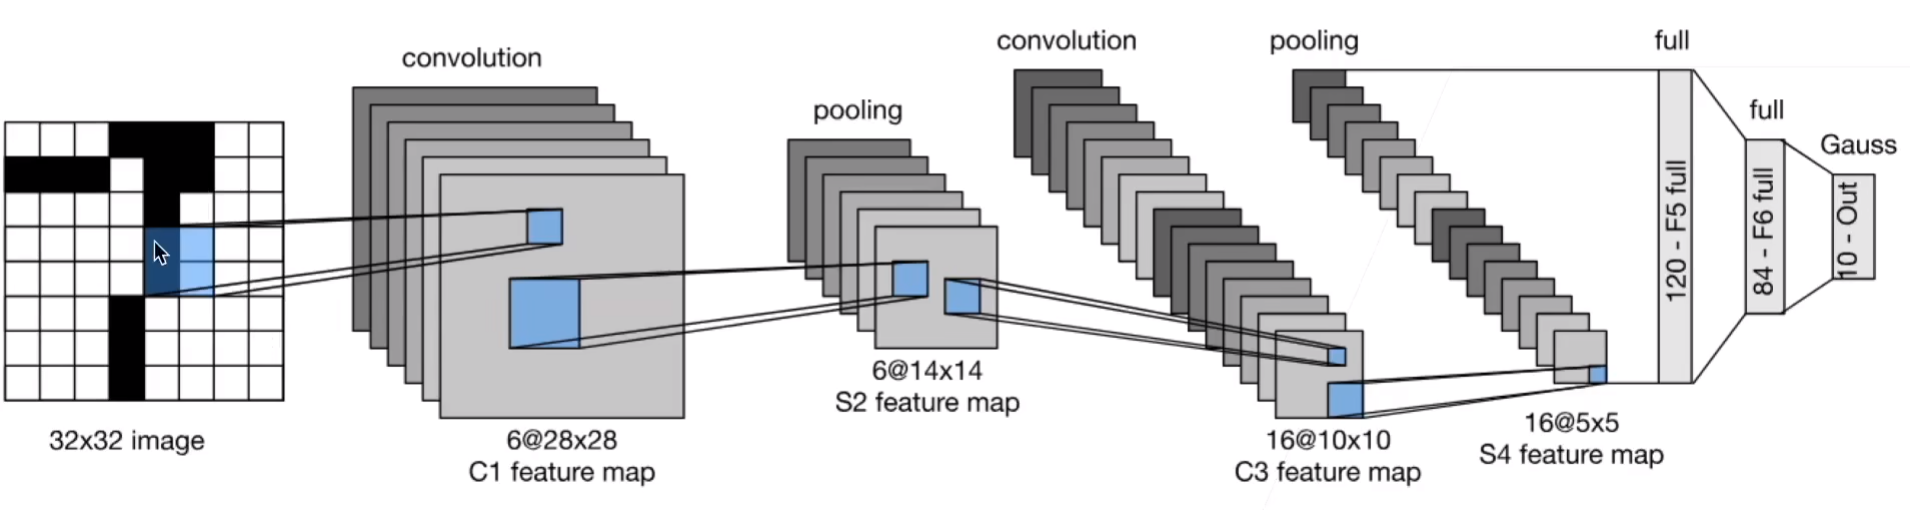 convolution
pooling
convolution
pooling
full
full
Gauss
32x32 image
6@28x28
C1 feature map
6@14x14
S2 feature map
16@10x10
C3 feature map
16@5x5
S4 feature map
120 - F5 full
84 - F6 full
10 - Out